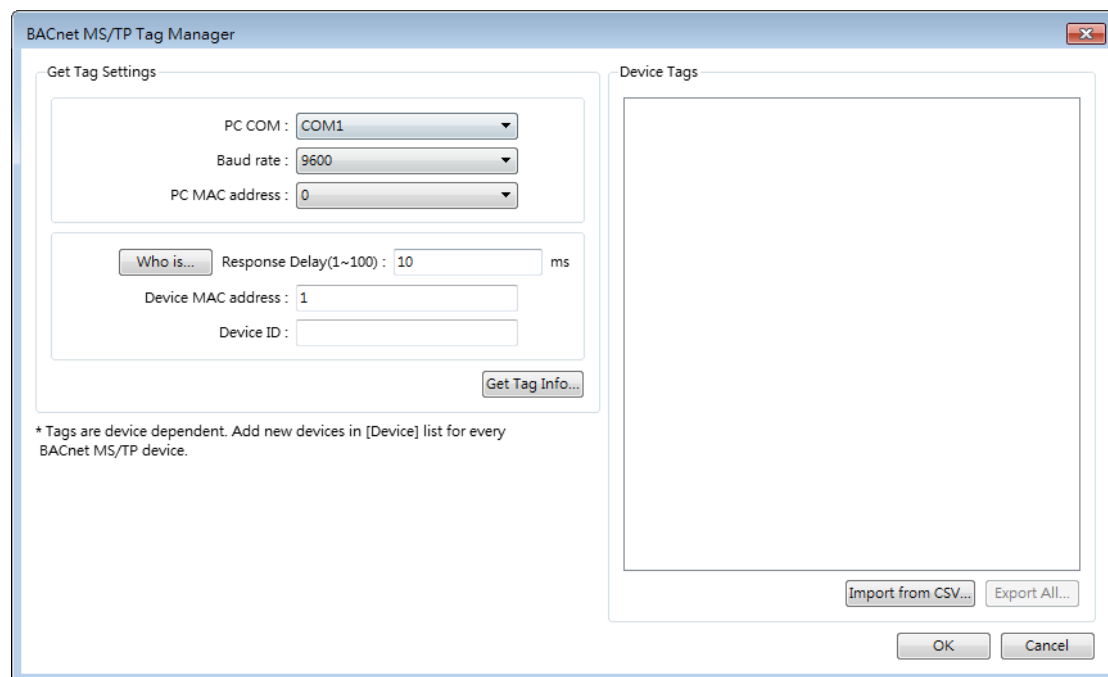 BACnet MS/TP Tag Manager
Get Tag Settings
PC COM : COM1
Baud rate : 9600
PC MAC address : 0
Who is... Response Delay(1~100) : 10 ms
Device MAC address : 1
Device ID :
Get Tag Info...
* Tags are device dependent. Add new devices in [Device] list for every
BACnet MS/TP device.
Device Tags
Import from CSV... Export All...
OK Cancel